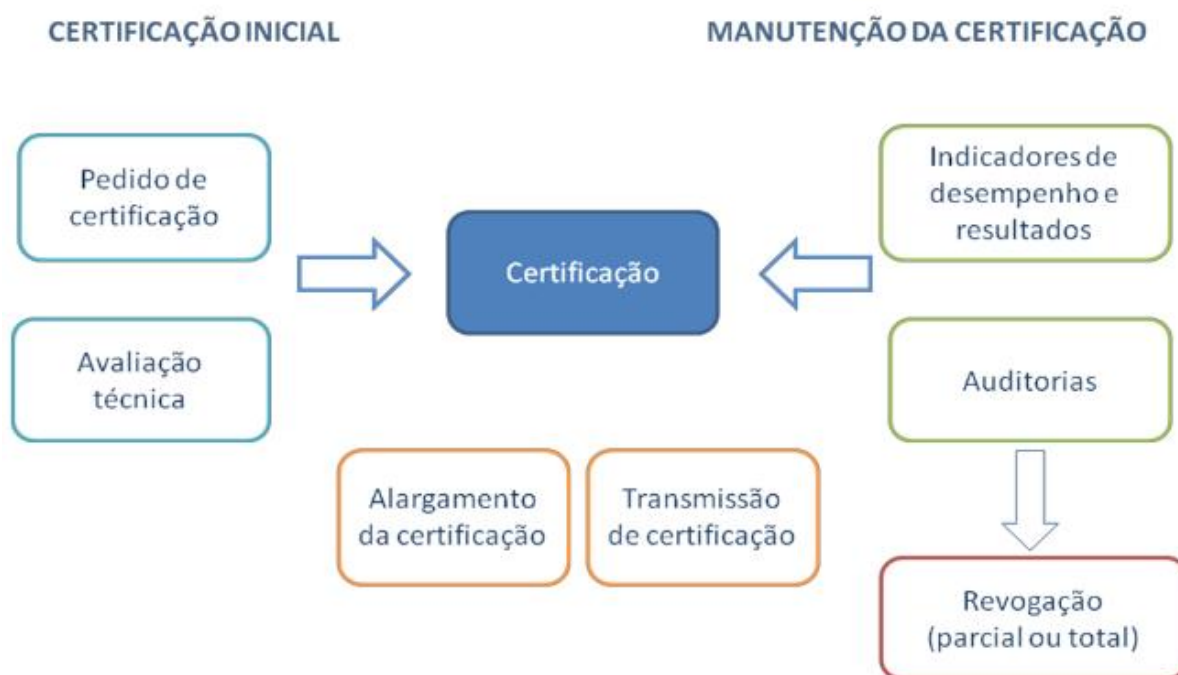 CERTIFICAÇÃO INICIAL
MANUTENÇÃO DA CERTIFICAÇÃO
Pedido de
certificação
Indicadores de
desempenho e
resultados
Certificação
Avaliação
técnica
Auditorias
Alargamento
da certificação
Transmissão
de certificação
Revogação
(parcial ou total)